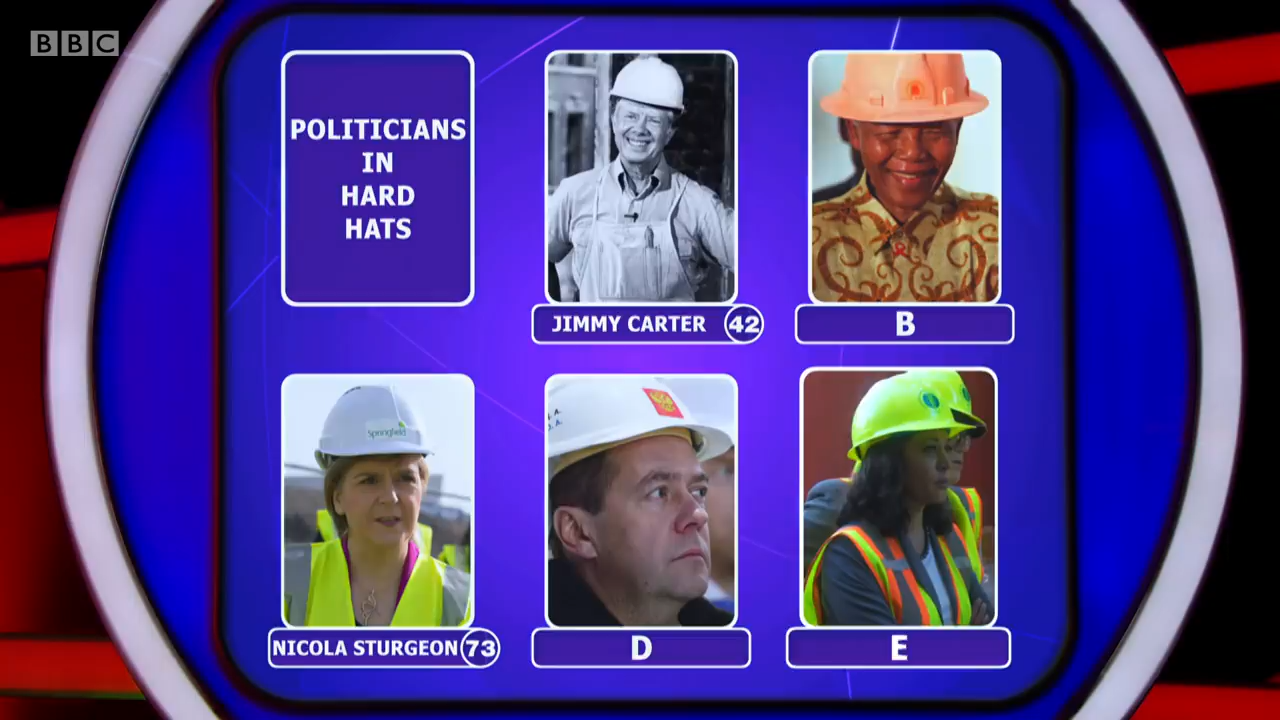 BBC
POLITICIANS
IN
HARD
HATS
JIMMY CARTER 42
B
Springfield
NICOLA STURGEON 73
D
E